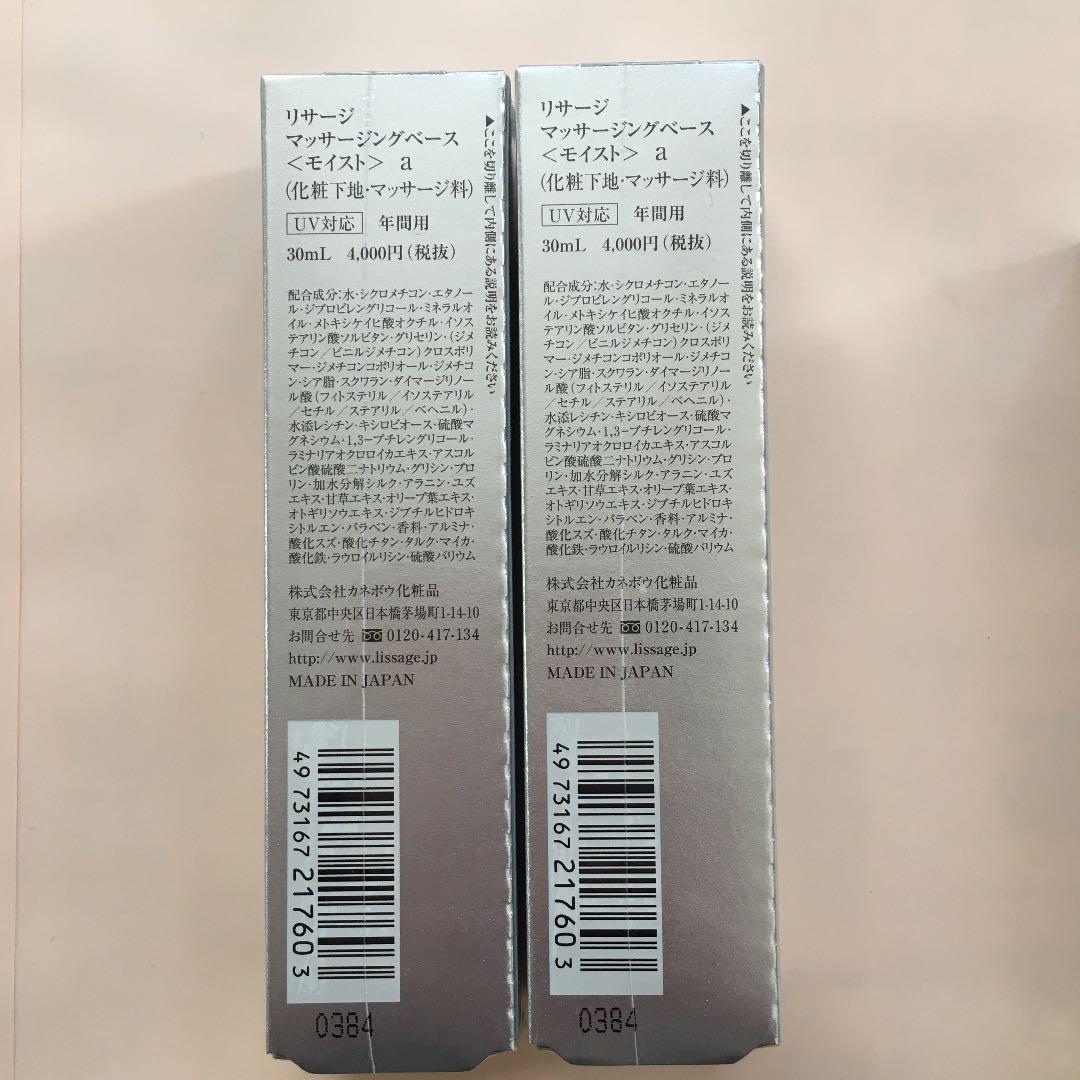 リサージ
マッサージングベース
<モイスト> a
(化粧下地・マッサージ料)
UV対応 年間用
30mL 4,000円(税抜)
配合成分:水・シクロメチコン・エタノー
ル・ジプロピレングリコール・ミネラルオ
イル・メトキシケイヒ酸オクチル・イソス
テアリン酸ソルビタン・グリセリン・(ジメ
チコン/ビニルジメチコン)クロスポリ
マー・ジメチコンコポリオール・ジメチコ
ン・シア脂・スクワラン・ダイマージリノー
ル酸(フィトステリル/イソステアリル
/セチル/ステアリル/ベヘニル)・
水添レシチン・キシロビオース・硫酸マ
グネシウム・1,3-ブチレングリコール・
ラミナリアオクロロイカエキス・アスコル
ビン酸硫酸二ナトリウム・グリシン・プロ
リン・加水分解シルク・アラニン・ユズ
エキス・甘草エキス・オリーブ葉エキス・
オトギリソウエキス・ジブチルヒドロキ
シトルエン・パラベン・香料・アルミナ・
酸化スズ・酸化チタン・タルク・マイカ・
酸化鉄・ラウロイルリシン・硫酸バリウム
株式会社カネボウ化粧品
東京都中央区日本橋茅場町1-14-10
お問合せ先 0120-417-134
http://www.lissage.jp
MADE IN JAPAN
▲ここを切り離して内側にある説明をお読みください
4973167217603
0384
リサージ
マッサージングベース
<モイスト> a
(化粧下地・マッサージ料)
UV対応 年間用
30mL 4,000円(税抜)
配合成分:水・シクロメチコン・エタノー
ル・ジプロピレングリコール・ミネラルオ
イル・メトキシケイヒ酸オクチル・イソス
テアリン酸ソルビタン・グリセリン・(ジメ
チコン/ビニルジメチコン)クロスポリ
マー・ジメチコンコポリオール・ジメチコ
ン・シア脂・スクワラン・ダイマージリノー
ル酸(フィトステリル/イソステアリル
/セチル/ステアリル/ベヘニル)・
水添レシチン・キシロビオース・硫酸マ
グネシウム・1,3-ブチレングリコール・
ラミナリアオクロロイカエキス・アスコル
ビン酸硫酸二ナトリウム・グリシン・プロ
リン・加水分解シルク・アラニン・ユズ
エキス・甘草エキス・オリーブ葉エキス・
オトギリソウエキス・ジブチルヒドロキ
シトルエン・パラベン・香料・アルミナ・
酸化スズ・酸化チタン・タルク・マイカ・
酸化鉄・ラウロイルリシン・硫酸バリウム
株式会社カネボウ化粧品
東京都中央区日本橋茅場町1-14-10
お問合せ先 0120-417-134
http://www.lissage.jp
MADE IN JAPAN
▲ここを切り離して内側にある説明をお読みください
4973167217603
0384